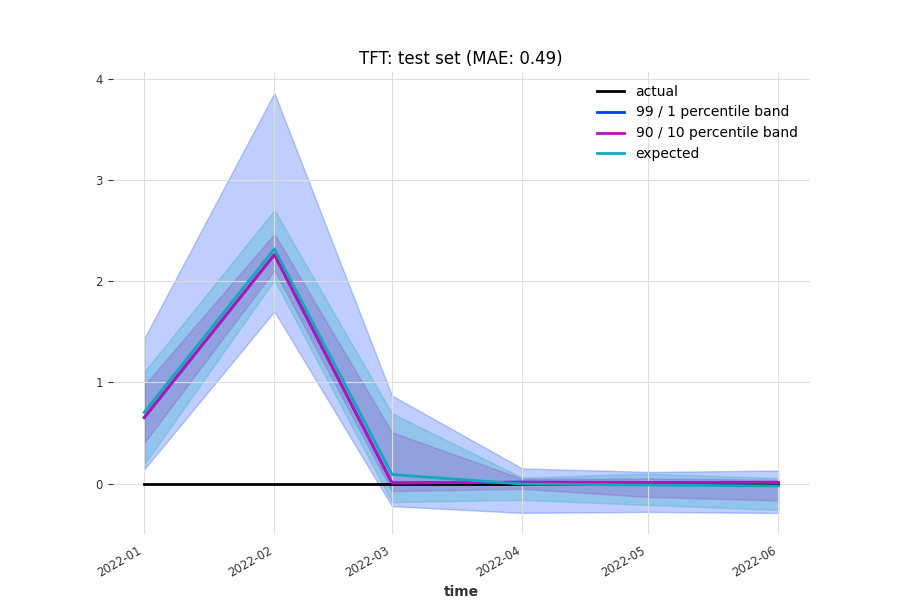 TFT: test set (MAE: 0.49)
actual
99 / 1 percentile band
90 / 10 percentile band
expected
4
3
2
1
0
2022-01
2022-02
2022-03
2022-04
2022-05
2022-06
time